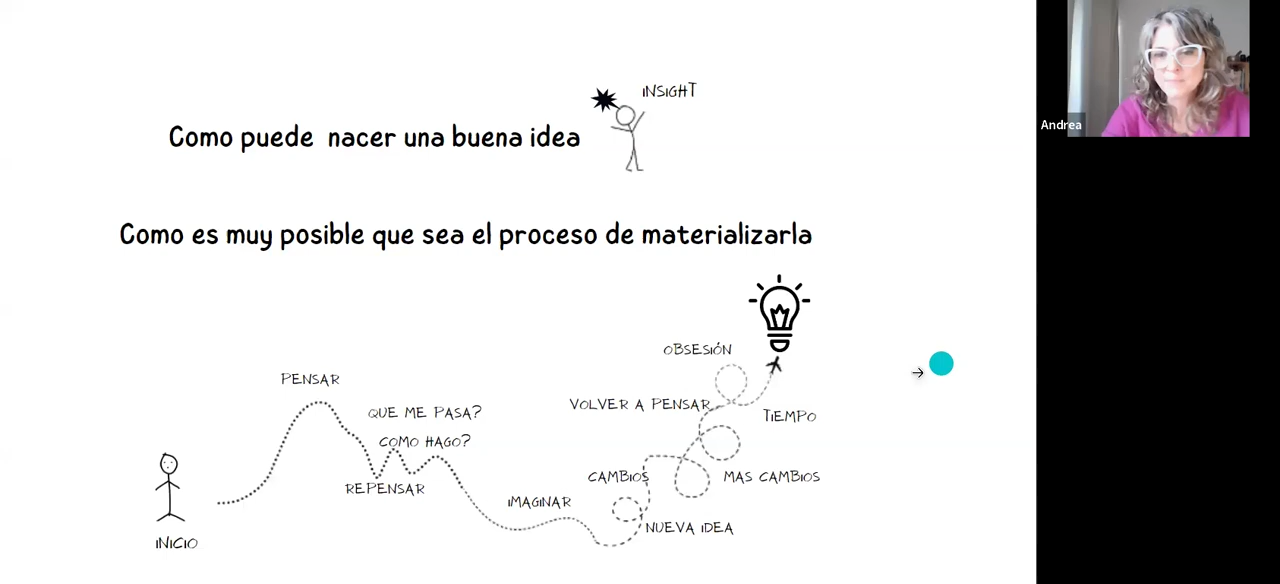 INSIGHT
Como puede nacer una buena idea
Andrea
Como es muy posible que sea el proceso de materializarla
OBSESIÓN
PENSAR
VOLVER A PENSAR
QUE ME PASA?
TIEMPO
COMO HAGO?
CAMBIOS
MAS CAMBIOS
REPENSAR
IMAGINAR
NUEVA IDEA
INICIO